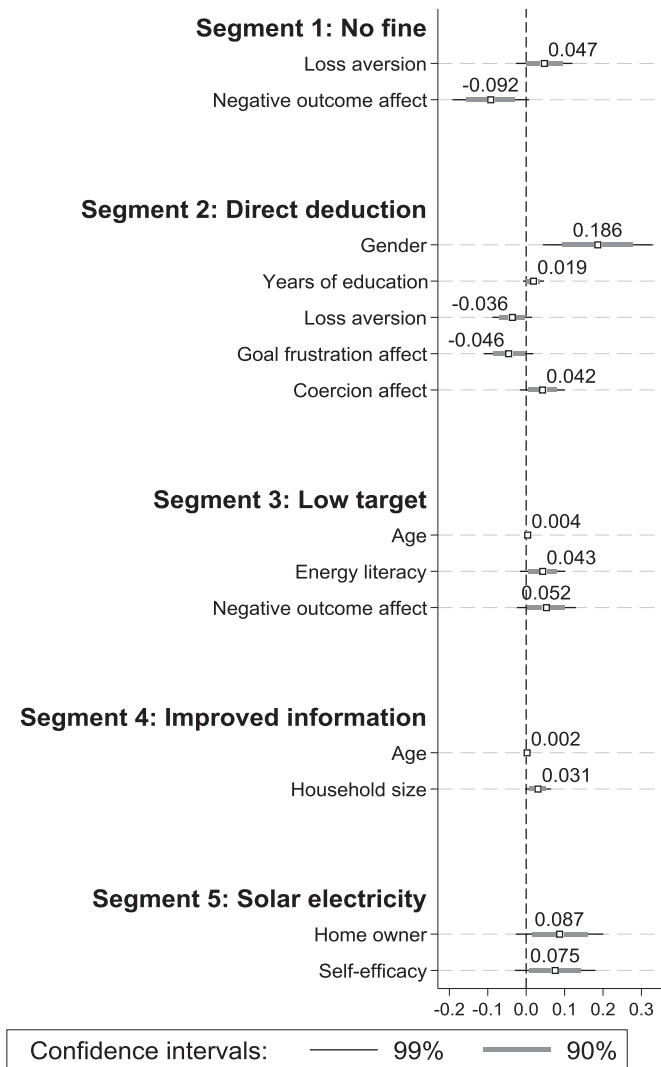 Segment 1: No fine
Loss aversion 0.047
Negative outcome affect -0.092
Segment 2: Direct deduction
Gender 0.186
Years of education 0.019
Loss aversion -0.036
Goal frustration affect -0.046
Coercion affect 0.042
Segment 3: Low target
Age 0.004
Energy literacy 0.043
Negative outcome affect 0.052
Segment 4: Improved information
Age 0.002
Household size 0.031
Segment 5: Solar electricity
Home owner 0.087
Self-efficacy 0.075
-0.2 -0.1 0.0 0.1 0.2 0.3
Confidence intervals: 99% 90%